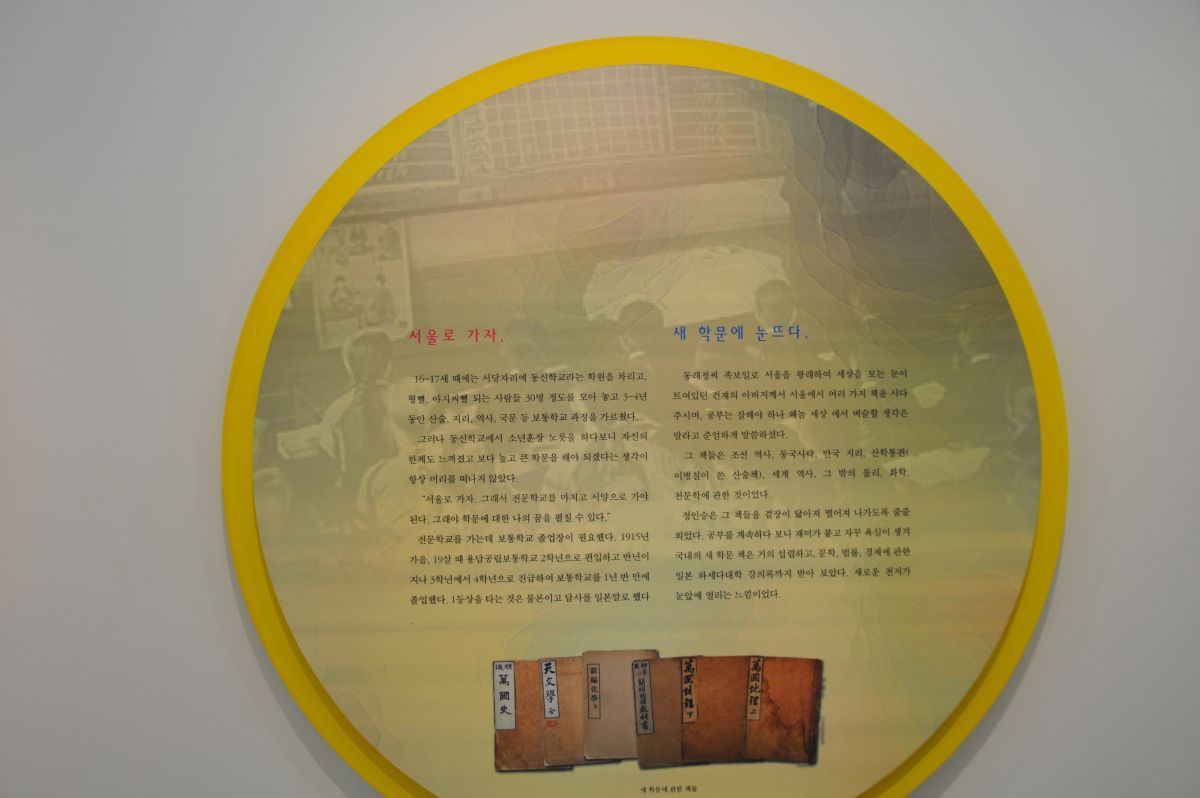 서울로 가자.
16-17세 때에는 서당자리에 동신학교라는 학원을 차리고,
형뻘, 아지씨뻘 되는 사람들 30명 정도를 모아 놓고 3-4년
동안 산술, 지리, 역사, 국문 등 보통학교 과정을 가르쳤다.
그러나 동신학교에서 소년훈장 노릇을 하다보니 자신의
한계도 느껴졌고 보다 높고 큰 학문을 해야 되겠다는 생각이
항상 머리를 떠나지 않았다.
"서울로 가자. 그래서 전문학교를 마치고 서양으로 가야
된다. 그래야 학문에 대한 나의 꿈을 펼칠 수 있다."
전문학교를 가는데 보통학교 졸업장이 필요했다. 1915년
가을, 19살 때 용담공립보통학교 2학년으로 편입하고 반년이
지나 3학년에서 4학년으로 진급하여 보통학교를 1년 반 만에
졸업했다. 1등상을 타는 것은 물론이고 답사를 일본말로 했다
.
새 학문에 눈뜨다.
동래정씨 족보일로 서울을 왕래하여 세상을 보는 눈이
트여있던 건재의 아버지께서 서울에서 여러 가지 책을 사다
주시며, 공부는 잘해야 하나 왜놈 세상 에서 벼슬할 생각은
말라고 준엄하게 말씀하셨다.
그 책들은 조선 역사, 동국사략, 만국 지리, 산학통편(
이병칠이 쓴 산술책), 세계 역사, 그 밖의 물리, 화학,
천문학에 관한 것이었다.
정인승은 그 책들을 겉장이 닳아져 떨어져 나가도록 줄줄
외었다. 공부를 계속하다 보니 재미가 붙고 자꾸 욕심이 생겨
국내의 새 학문 책은 거의 섭렵하고, 문학, 법률, 경제에 관한
일본 와세다대학 강의록까지 받아 보았다. 새로운 천지가
눈앞에 열리는 느낌이었다.
萬國史
天文學 全
新編化學
萬國地理 下
萬國地理 上
새 학문에 관한 책들